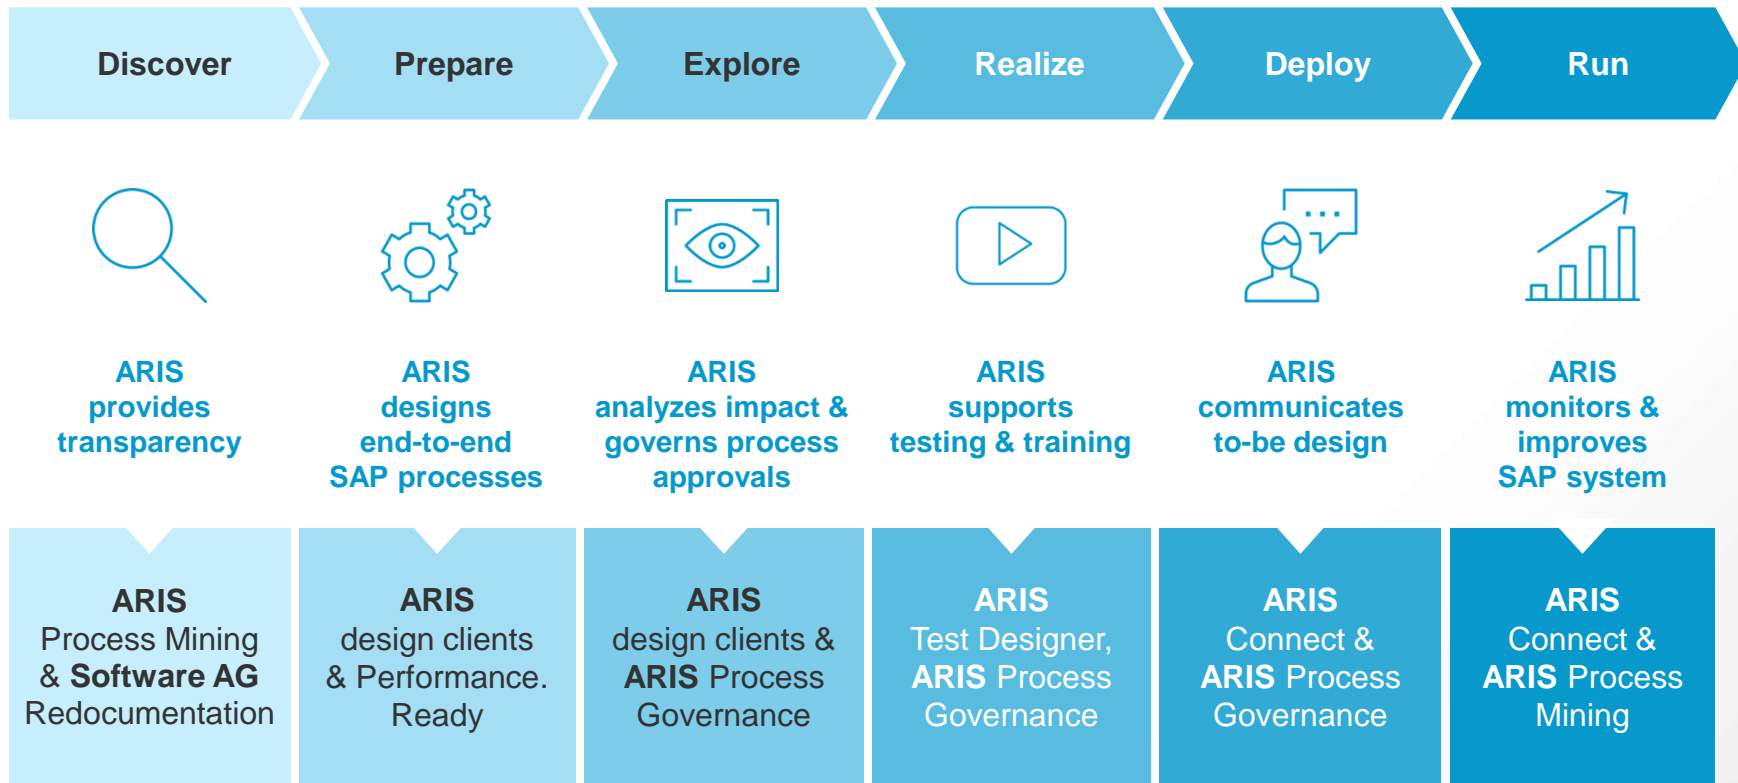 Discover
Prepare
Explore
Realize
Deploy
Run
ARIS
provides
transparency
ARIS
designs
end-to-end
SAP processes
ARIS
analyzes impact &
governs process
approvals
ARIS
supports
testing & training
ARIS
communicates
to-be design
ARIS
monitors &
improves
SAP system
ARIS
Process Mining
& Software AG
Redocumentation
ARIS
design clients
& Performance.
Ready
ARIS
design clients &
ARIS Process
Governance
ARIS
Test Designer,
ARIS Process
Governance
ARIS
Connect &
ARIS Process
Governance
ARIS
Connect &
ARIS Process
Mining